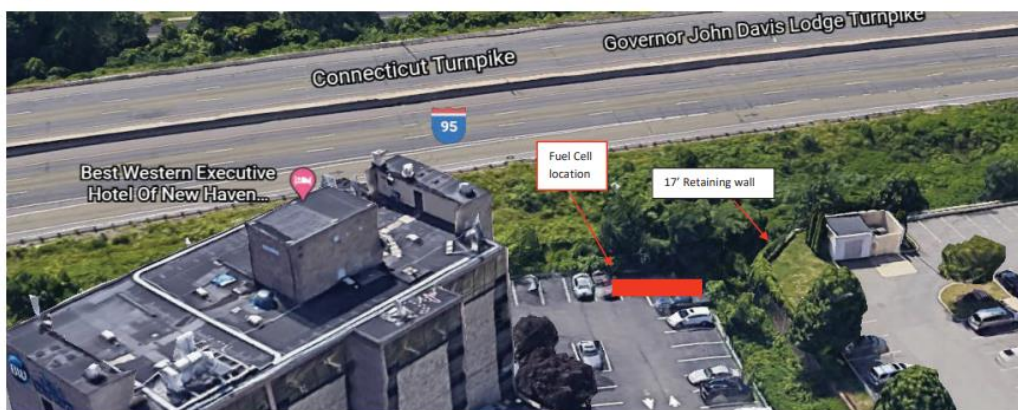 Governor John Davis Lodge Turnpike
Connecticut Turnpike
95
Best Western Executive
Hotel Of New Haven...
Fuel Cell
location
17' Retaining wall
BW